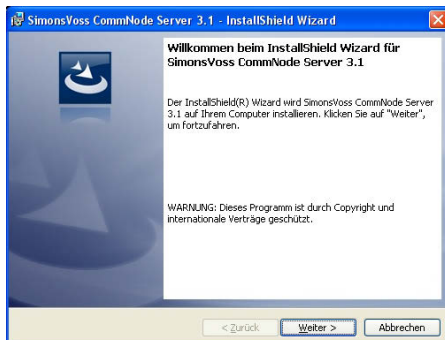 SimonsVoss CommNode Server 3.1 - InstallShield Wizard
Willkommen beim InstallShield Wizard für
SimonsVoss CommNode Server 3.1
Der InstallShield(R) Wizard wird SimonsVoss CommNode Server
3.1 auf Ihrem Computer installieren. Klicken Sie auf "Weiter",
um fortzufahren.
WARNUNG: Dieses Programm ist durch Copyright und
internationale Verträge geschützt.
< Zurück
Weiter >
Abbrechen